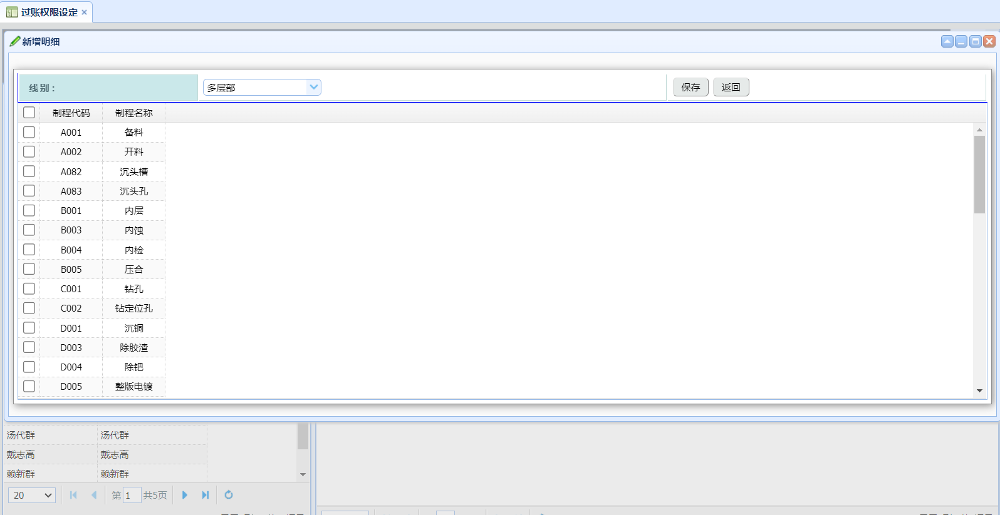 过账权限设定
新增明细
线别：
多层部
保存 返回
制程代码 制程名称
A001 备料
A002 开料
A082 沉头槽
A083 沉头孔
B001 内层
B003 内蚀
B004 内检
B005 压合
C001 钻孔
C002 钻定位孔
D001 沉铜
D003 除胶渣
D004 除钯
D005 整版电镀
汤代群 汤代群
戴志高 戴志高
赖新群 赖新群
20 第 1 共5页